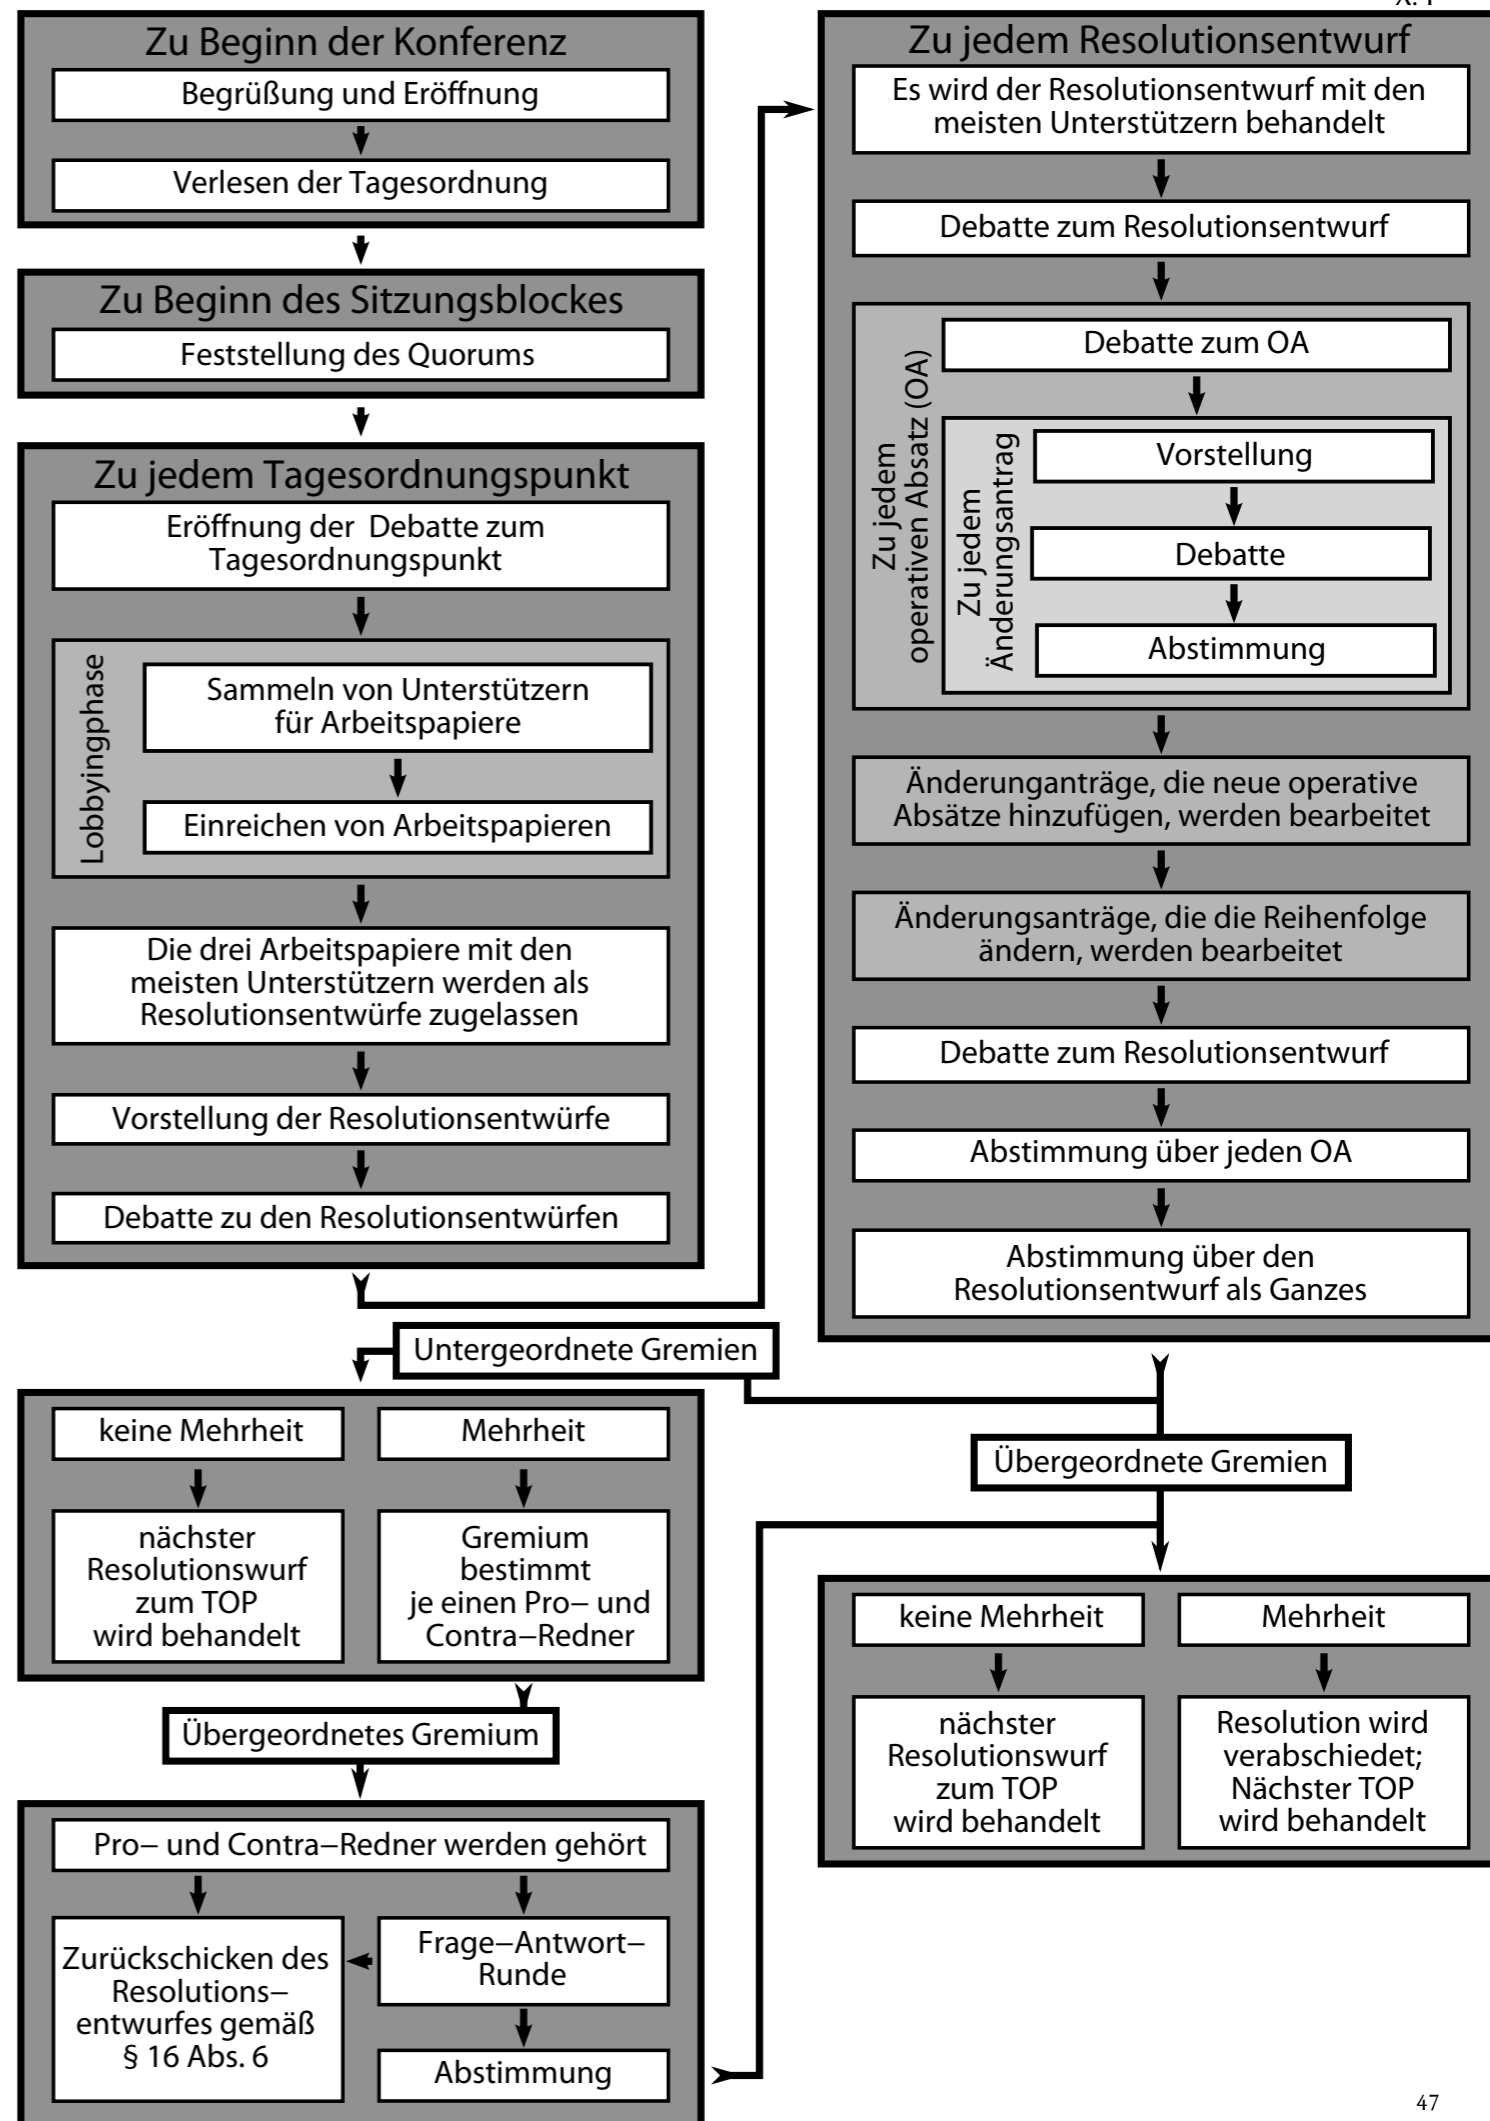 Zu Beginn der Konferenz
Begrüßung und Eröffnung
Verlesen der Tagesordnung
Zu Beginn des Sitzungsblockes
Feststellung des Quorums
Zu jedem Tagesordnungspunkt
Eröffnung der Debatte zum
Tagesordnungspunkt
Lobbyingphase
Sammeln von Unterstützern
für Arbeitspapiere
Einreichen von Arbeitspapieren
Die drei Arbeitspapiere mit den
meisten Unterstützern werden als
Resolutionsentwürfe zugelassen
Vorstellung der Resolutionsentwürfe
Debatte zu den Resolutionsentwürfen
Zu jedem Resolutionsentwurf
Es wird der Resolutionsentwurf mit den
meisten Unterstützern behandelt
Debatte zum Resolutionsentwurf
Zu jedem
operativen Absatz (OA)
Debatte zum OA
Zu jedem
Änderungsantrag
Vorstellung
Debatte
Abstimmung
Änderunganträge, die neue operative
Absätze hinzufügen, werden bearbeitet
Änderungsanträge, die die Reihenfolge
ändern, werden bearbeitet
Debatte zum Resolutionsentwurf
Abstimmung über jeden OA
Abstimmung über den
Resolutionsentwurf als Ganzes
Untergeordnete Gremien
keine Mehrheit
nächster
Resolutionswurf
zum TOP
wird behandelt
Mehrheit
Gremium
bestimmt
je einen Pro– und
Contra–Redner
Übergeordnetes Gremium
Pro– und Contra–Redner werden gehört
Zurückschicken des
Resolutions–
entwurfes gemäß
§ 16 Abs. 6
Frage–Antwort–
Runde
Abstimmung
Übergeordnete Gremien
keine Mehrheit
nächster
Resolutionswurf
zum TOP
wird behandelt
Mehrheit
Resolution wird
verabschiedet;
Nächster TOP
wird behandelt
47